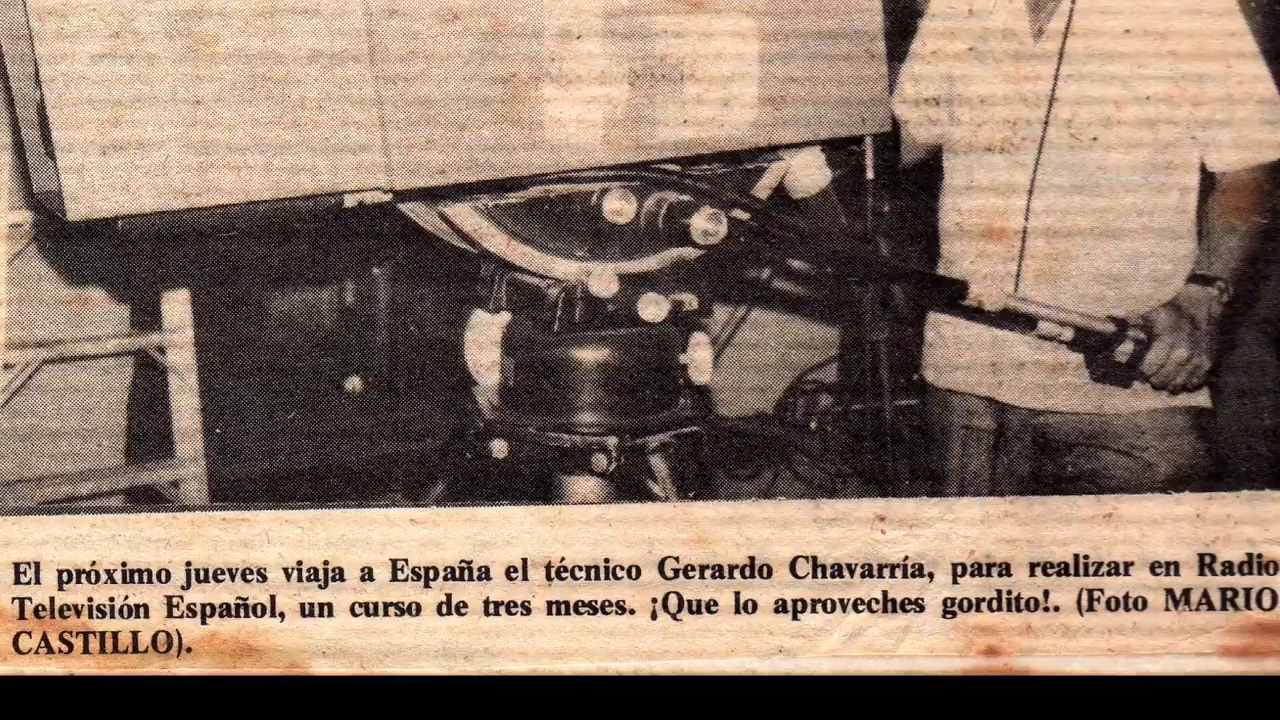 El próximo jueves viaja a España el técnico Gerardo Chavarría, para realizar en Radio
Televisión Español, un curso de tres meses. ¡Que lo aproveches gordito!. (Foto MARIO
CASTILLO).